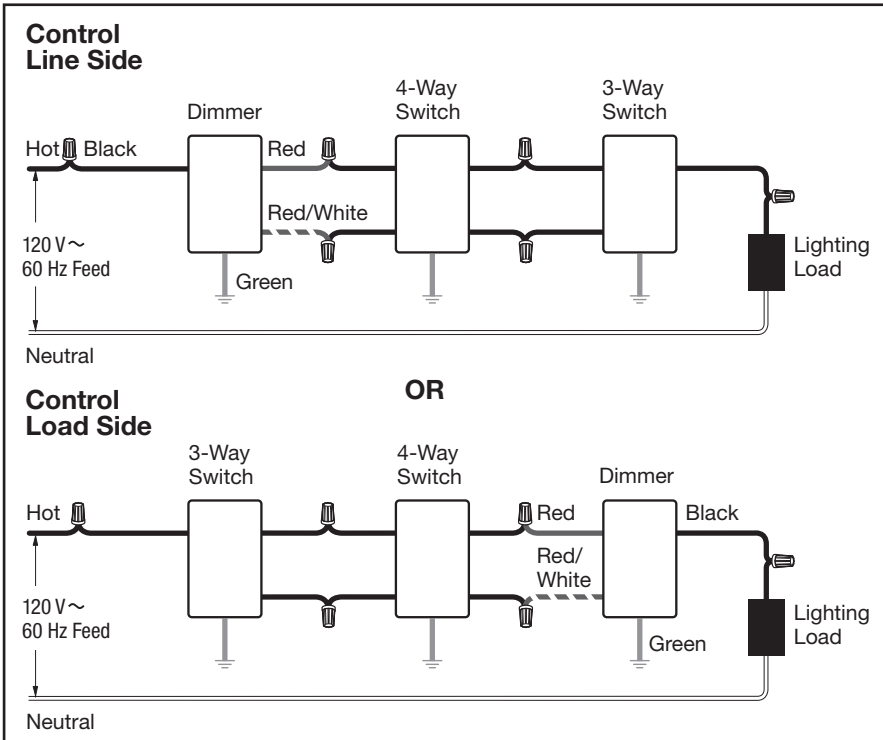 Control
Line Side
Dimmer
4-Way
Switch
3-Way
Switch
Hot
Black
Red
Red/White
120 V~
60 Hz Feed
Green
Lighting
Load
Neutral
OR
Control
Load Side
3-Way
Switch
4-Way
Switch
Dimmer
Hot
Red
Black
Red/
White
120 V~
60 Hz Feed
Green
Lighting
Load
Neutral